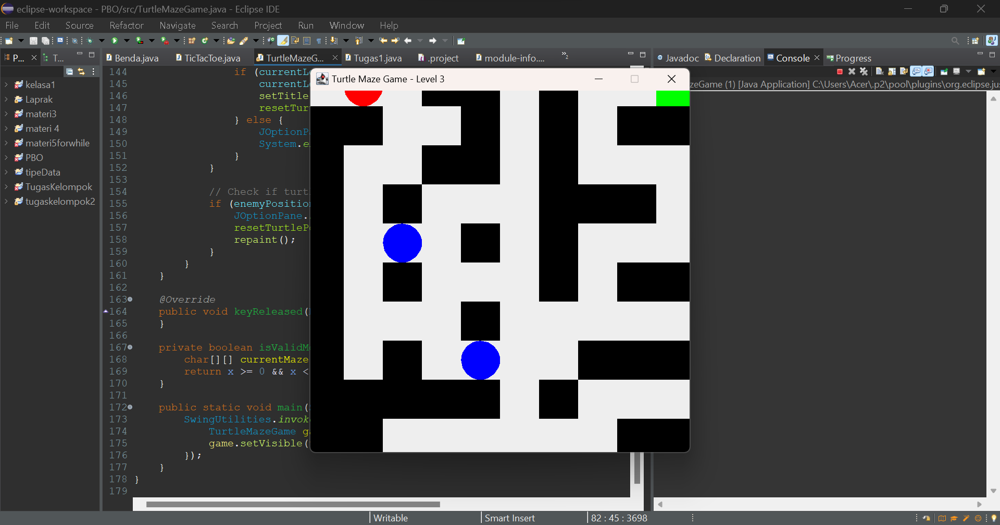 eclipse-workspace - PBO/src/TurtleMazeGame.java - Eclipse IDE
File Edit Source Refactor Navigate Search Project Run Window Help
P... T... Benda.java TicTacToe.java TurtleMazeG... Tugas1.java .project module-info.... »2 Javadoc Declaration Console Progress
kelasa1
Laprak
materi3
materi 4
materi5forwhile
PBO
tipeData
TugasKelompok
tugaskelompok2
144 if (currentLe
145 currentLe
146 setTitle
147 resetTur
148 } else {
149 JOptionP
150 System.e
151 }
152 }
153
154 // Check if turt
155 if (enemyPosition
156 JOptionPane.
157 resetTurtleP
158 repaint();
159 }
160 }
161 }
162
163 @Override
164 public void keyReleased(
165 }
166
167 private boolean isValidM
168 char[][] currentMaze
169 return x >= 0 && x <
170 }
171
172 public static void main(
173 SwingUtilities.invok
174 TurtleMazeGame ga
175 game.setVisible(
176 });
177 }
178 }
179
Turtle Maze Game - Level 3
zeGame (1) [Java Application] C:\Users\Acer\.p2\pool\plugins\org.eclipse.jus
Writable Smart Insert 82 : 45 : 3698